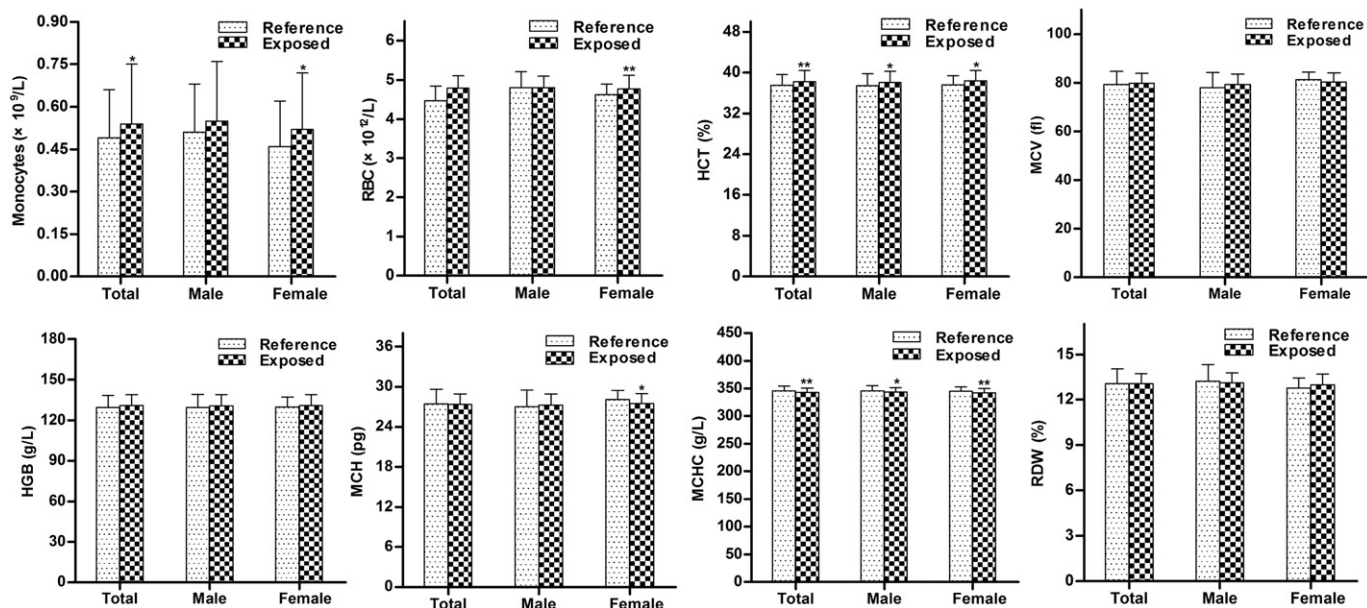 Monocytes (× 10⁹/L)
0.90
0.75
0.60
0.45
0.30
0.15
0.00
Reference
Exposed
*
*
Total Male Female
RBC (× 10¹²/L)
6
5
4
3
2
1
0
Reference
Exposed
**
Total Male Female
HCT (%)
48
40
32
24
16
8
0
Reference
Exposed
**
*
*
Total Male Female
MCV (fl)
100
80
60
40
20
0
Reference
Exposed
Total Male Female
HGB (g/L)
180
150
120
90
60
30
0
Reference
Exposed
Total Male Female
MCH (pg)
36
30
24
18
12
6
0
Reference
Exposed
*
Total Male Female
MCHC (g/L)
450
400
350
300
250
200
150
100
50
0
Reference
Exposed
**
*
**
Total Male Female
RDW (%)
15
12
9
6
3
0
Reference
Exposed
Total Male Female